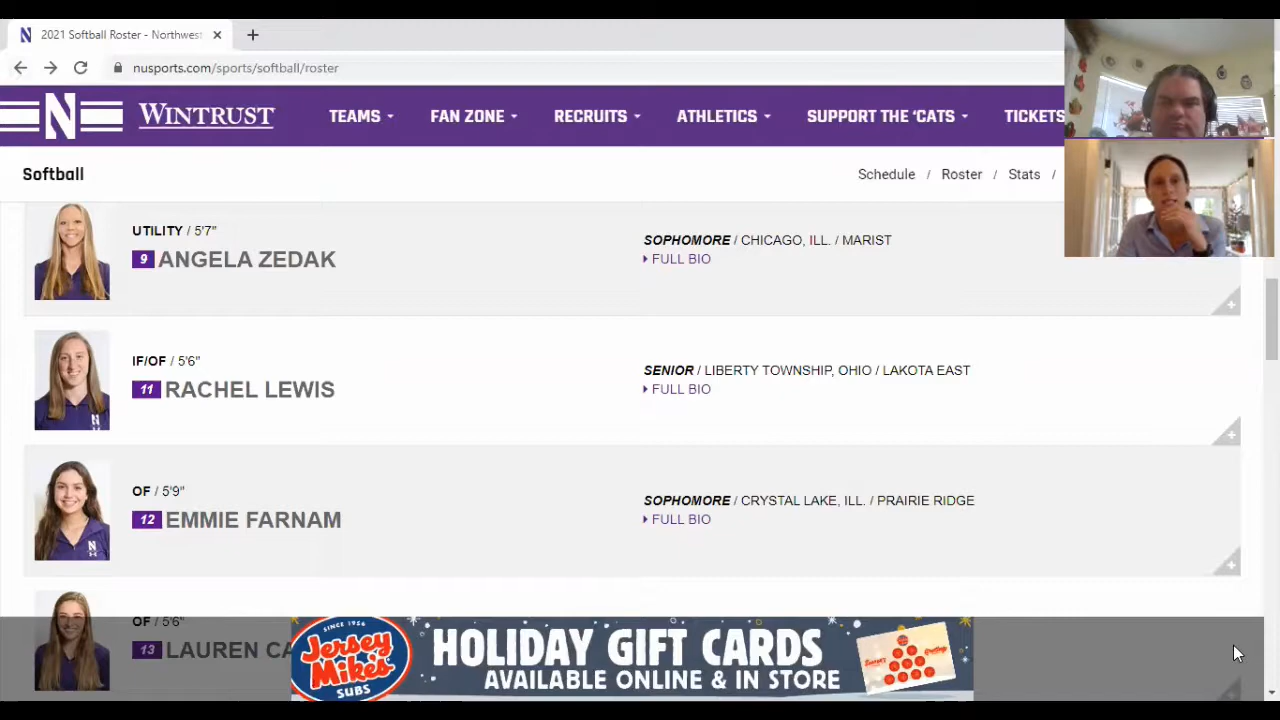 2021 Softball Roster - Northwest
nusports.com/sports/softball/roster
N WINTRUST TEAMS FAN ZONE RECRUITS ATHLETICS SUPPORT THE 'CATS TICKETS
Softball Schedule / Roster / Stats /
UTILITY / 5'7"
9 ANGELA ZEDAK
SOPHOMORE / CHICAGO, ILL. / MARIST
FULL BIO
IF/OF / 5'6"
11 RACHEL LEWIS
SENIOR / LIBERTY TOWNSHIP, OHIO / LAKOTA EAST
FULL BIO
OF / 5'9"
12 EMMIE FARNAM
SOPHOMORE / CRYSTAL LAKE, ILL. / PRAIRIE RIDGE
FULL BIO
OF / 5'6"
13 LAUREN CA
SINCE 1956
Jersey Mike's
SUBS
HOLIDAY GIFT CARDS
AVAILABLE ONLINE & IN STORE